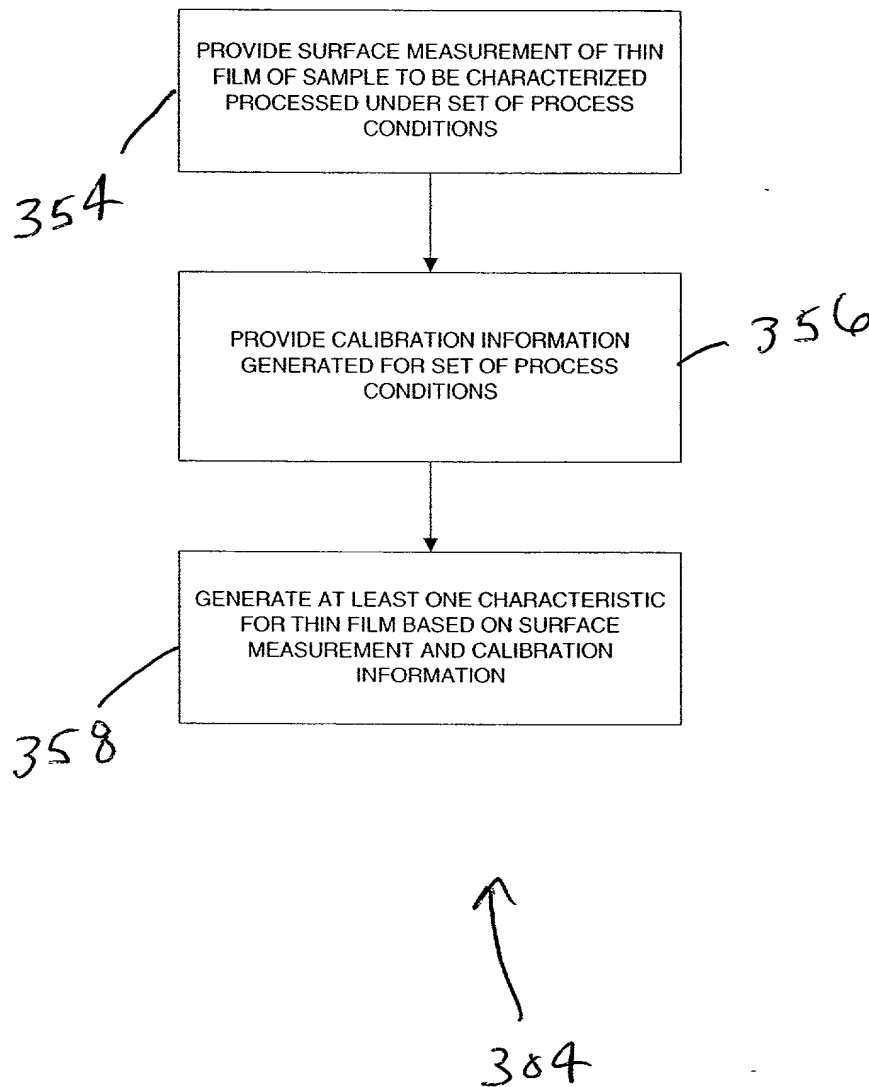 PROVIDE SURFACE MEASUREMENT OF THIN
FILM OF SAMPLE TO BE CHARACTERIZED
PROCESSED UNDER SET OF PROCESS
CONDITIONS
354
PROVIDE CALIBRATION INFORMATION
GENERATED FOR SET OF PROCESS
CONDITIONS
356
GENERATE AT LEAST ONE CHARACTERISTIC
FOR THIN FILM BASED ON SURFACE
MEASUREMENT AND CALIBRATION
INFORMATION
358
304